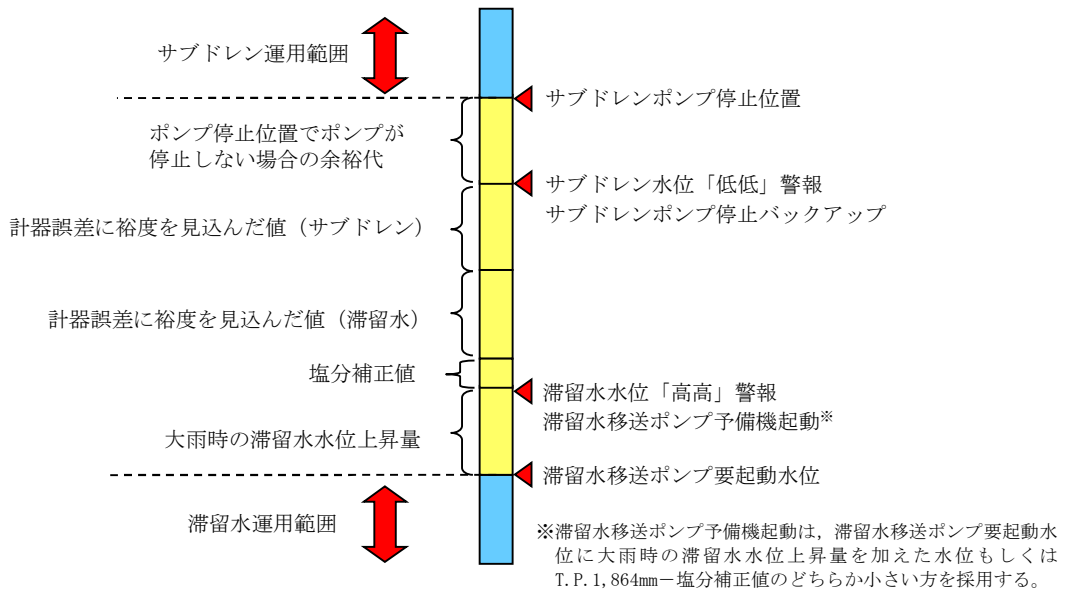 サブドレン運用範囲
サブドレンポンプ停止位置
ポンプ停止位置でポンプが
停止しない場合の余裕代
サブドレン水位「低低」警報
サブドレンポンプ停止バックアップ
計器誤差に裕度を見込んだ値（サブドレン）
計器誤差に裕度を見込んだ値（滞留水）
塩分補正値
滞留水水位「高高」警報
滞留水移送ポンプ予備機起動※
大雨時の滞留水水位上昇量
滞留水移送ポンプ要起動水位
滞留水運用範囲
※滞留水移送ポンプ予備機起動は，滞留水移送ポンプ要起動水
位に大雨時の滞留水水位上昇量を加えた水位もしくは
T.P.1,864mm－塩分補正値のどちらか小さい方を採用する。